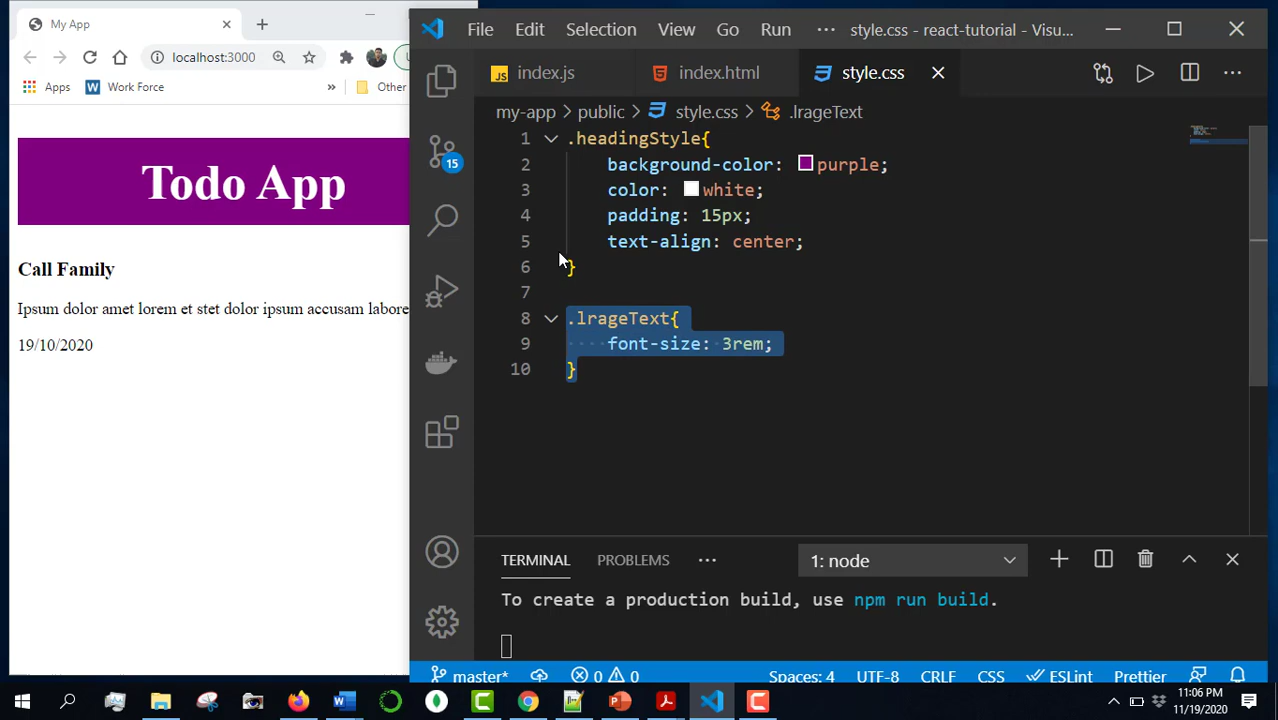 My App
localhost:3000
Apps
Work Force
»
Other
Todo App
Call Family
Ipsum dolor amet lorem et stet dolor ipsum accusam labore
19/10/2020
File Edit Selection View Go Run ··· style.css - react-tutorial - Visu...
JS index.js
index.html
style.css
my-app > public > style.css > .lrageText
15
1 .headingStyle{
2 background-color: purple;
3 color: white;
4 padding: 15px;
5 text-align: center;
6 }
7
8 .lrageText{
9 ····font-size:·3rem;
10 }
TERMINAL PROBLEMS ··· 1: node
To create a production build, use npm run build.
master* 0 0 Spaces: 4 UTF-8 CRLF CSS ESLint Prettier
11:06 PM
11/19/2020